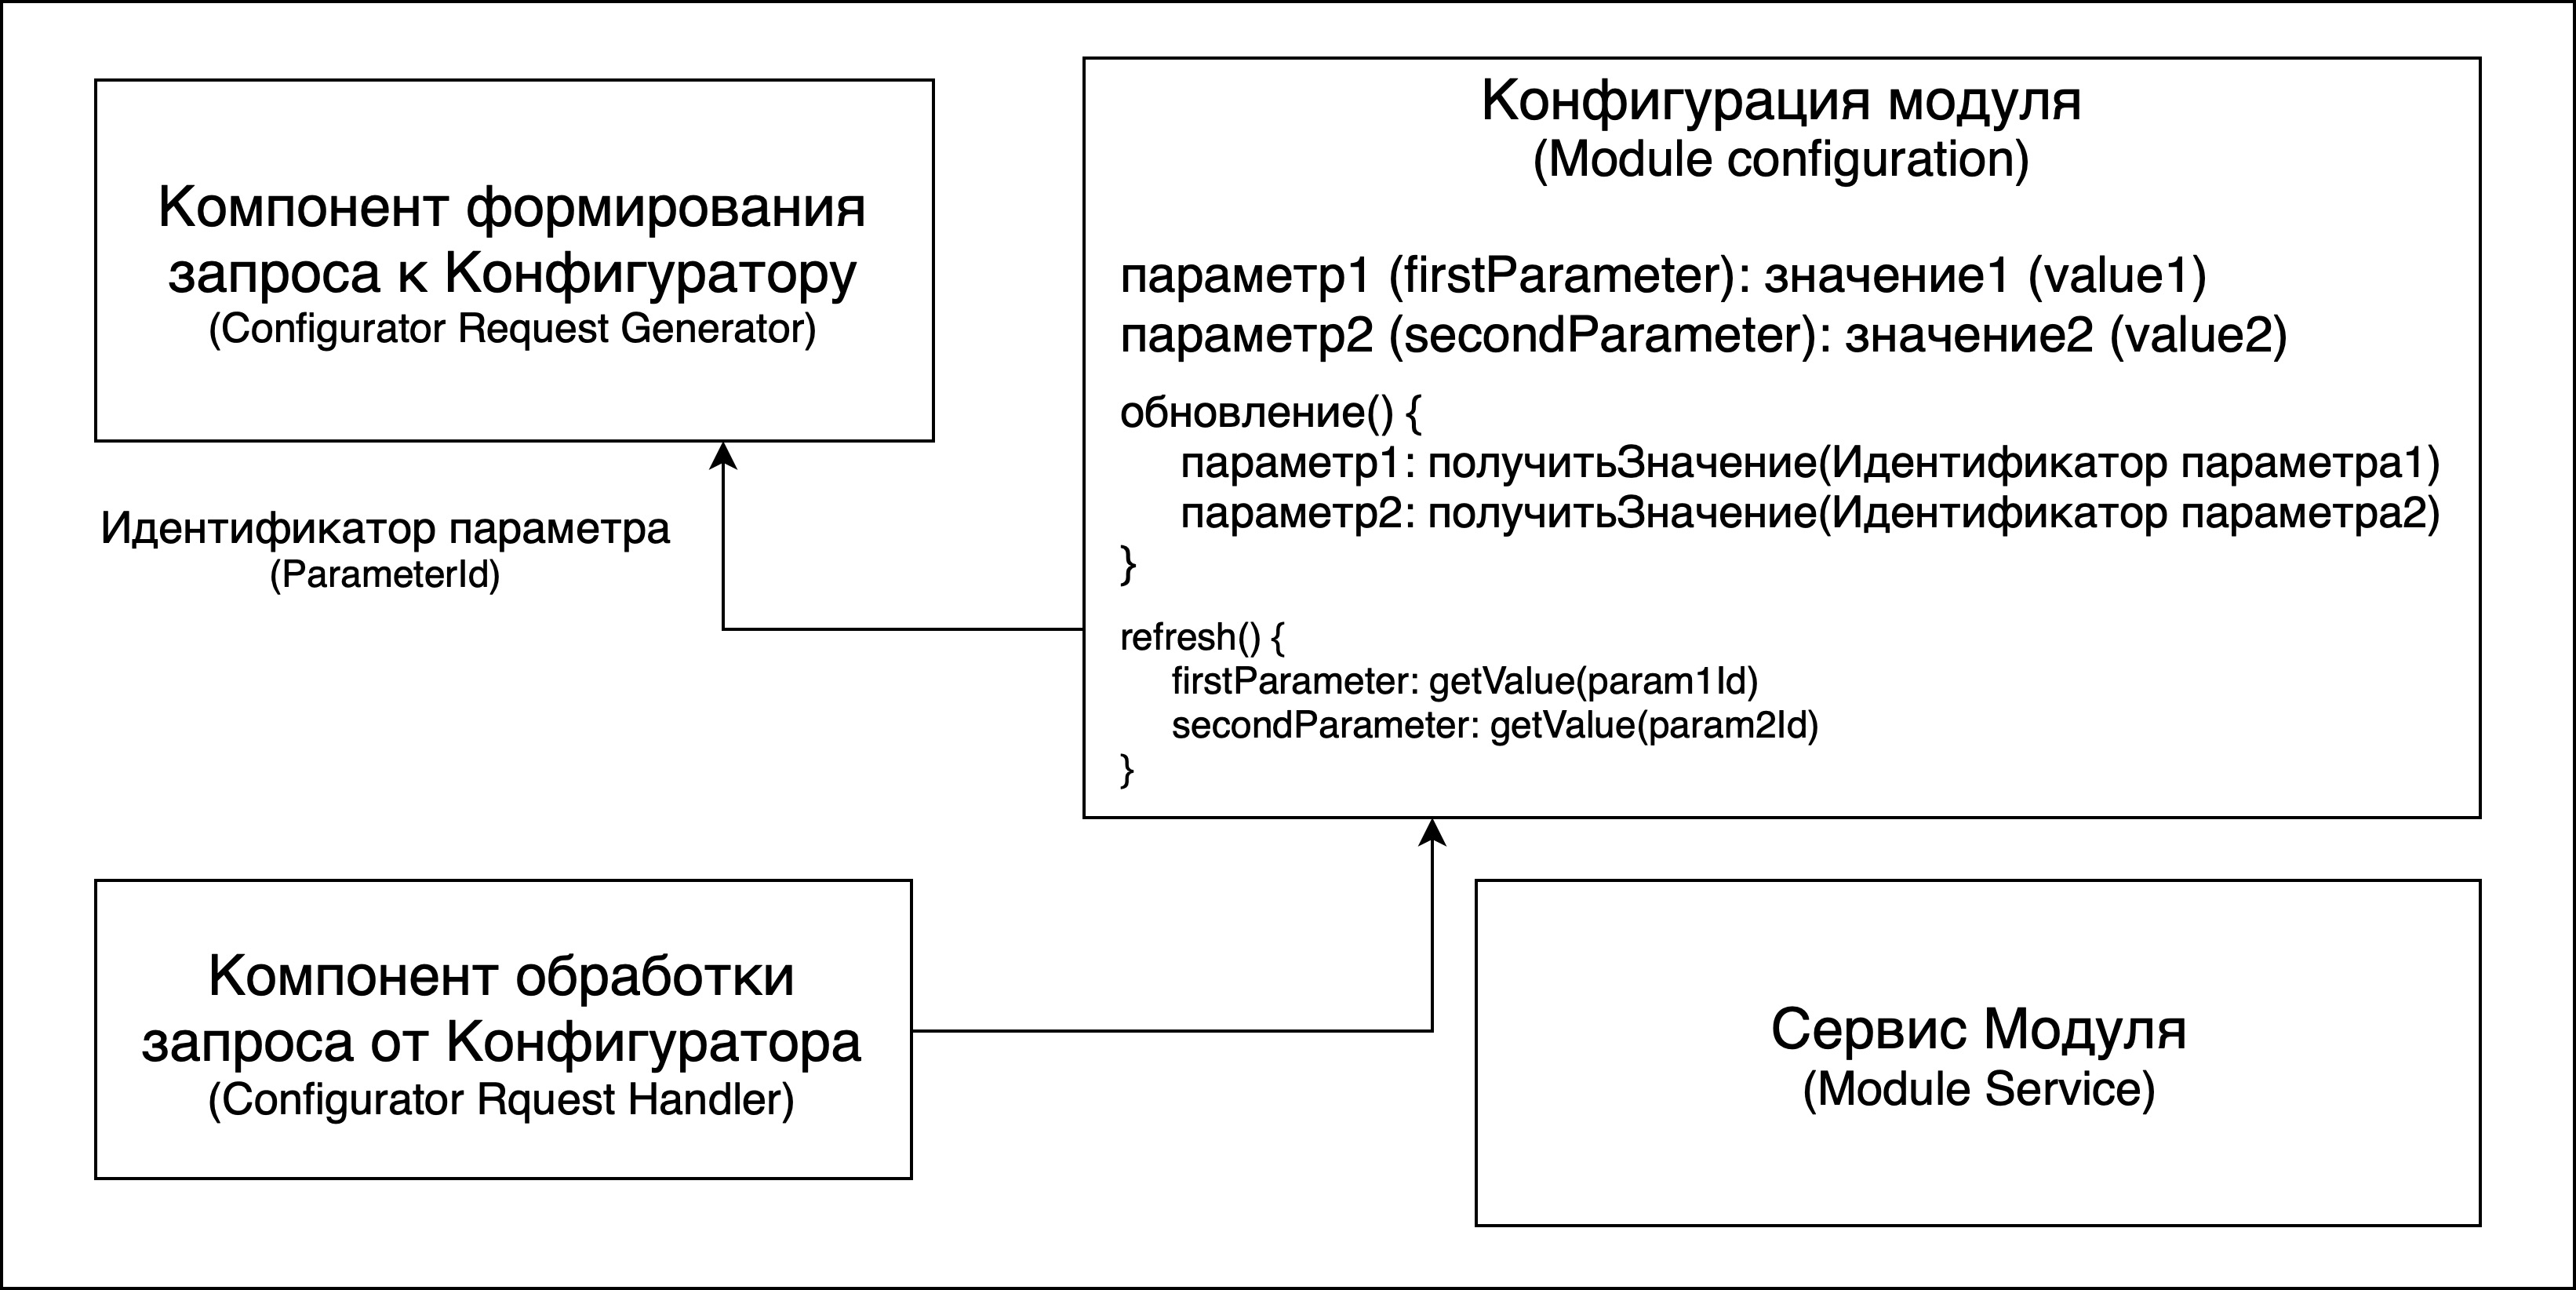 Компонент формирования
запроса к Конфигуратору
(Configurator Request Generator)
Идентификатор параметра
(ParameterId)
Конфигурация модуля
(Module configuration)
параметр1 (firstParameter): значение1 (value1)
параметр2 (secondParameter): значение2 (value2)
обновление() {
параметр1: получитьЗначение(Идентификатор параметра1)
параметр2: получитьЗначение(Идентификатор параметра2)
}
refresh() {
firstParameter: getValue(param1Id)
secondParameter: getValue(param2Id)
}
Компонент обработки
запроса от Конфигуратора
(Configurator Rquest Handler)
Сервис Модуля
(Module Service)